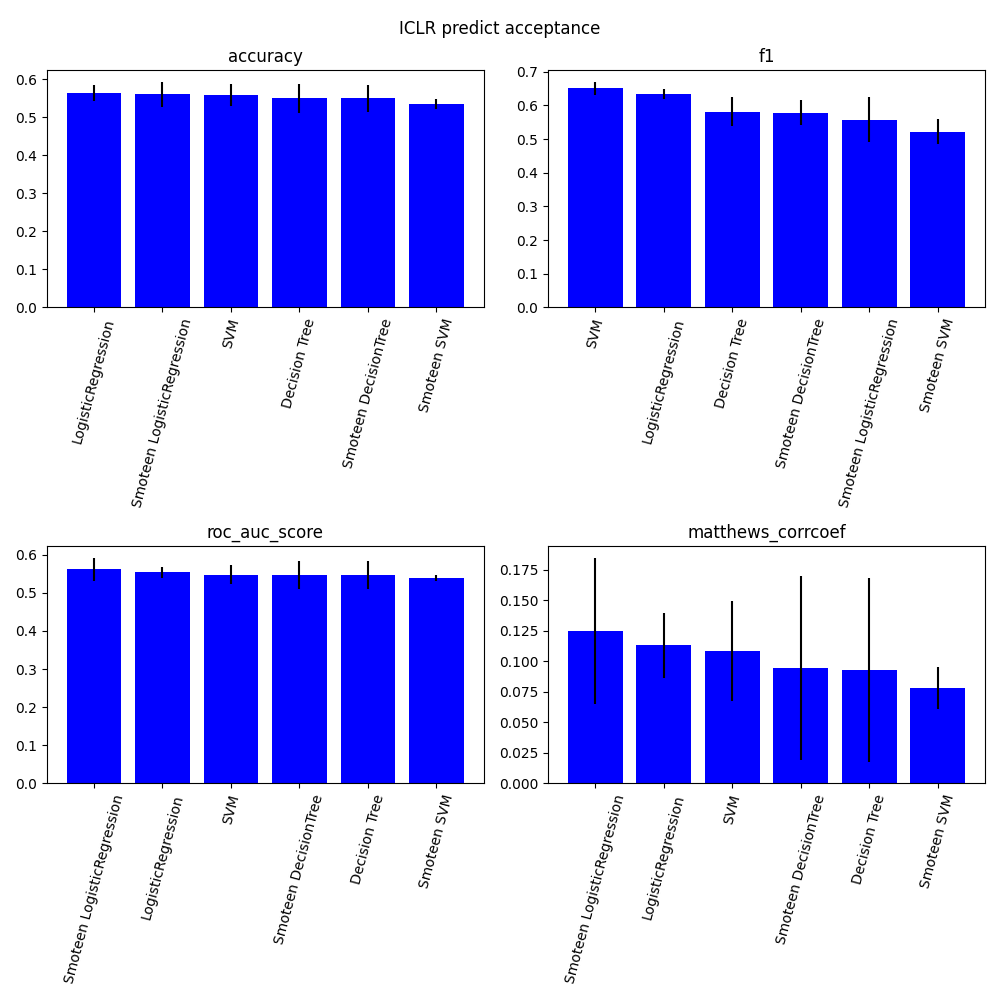 ICLR predict acceptance
accuracy
0.6
0.5
0.4
0.3
0.2
0.1
0.0
LogisticRegression
Smoteen LogisticRegression
SVM
Decision Tree
Smoteen DecisionTree
Smoteen SVM
f1
0.7
0.6
0.5
0.4
0.3
0.2
0.1
0.0
SVM
LogisticRegression
Decision Tree
Smoteen DecisionTree
Smoteen LogisticRegression
Smoteen SVM
roc_auc_score
0.6
0.5
0.4
0.3
0.2
0.1
0.0
Smoteen LogisticRegression
LogisticRegression
SVM
Smoteen DecisionTree
Decision Tree
Smoteen SVM
matthews_corrcoef
0.175
0.150
0.125
0.100
0.075
0.050
0.025
0.000
Smoteen LogisticRegression
LogisticRegression
SVM
Smoteen DecisionTree
Decision Tree
Smoteen SVM